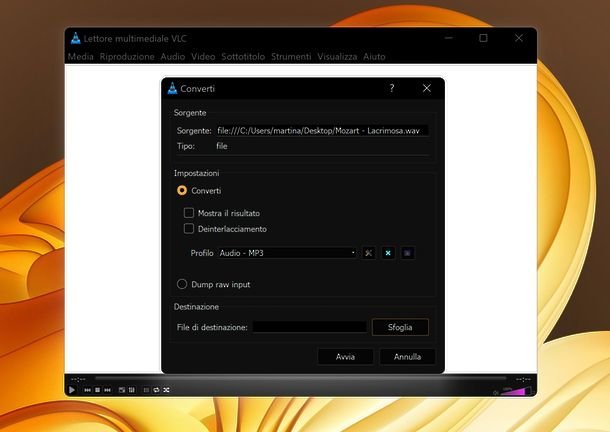 Lettore multimediale VLC
Media Riproduzione Audio Video Sottotitolo Strumenti Visualizza Aiuto
Converti
?
Sorgente
Sorgente: file:///C:/Users/martina/Desktop/Mozart - Lacrimosa.wav
Tipo: file
Impostazioni
Converti
Mostra il risultato
Deinterlacciamento
Profilo Audio - MP3
Dump raw input
Destinazione
File di destinazione: Sfoglia
Avvia Annulla
--:-- --:--